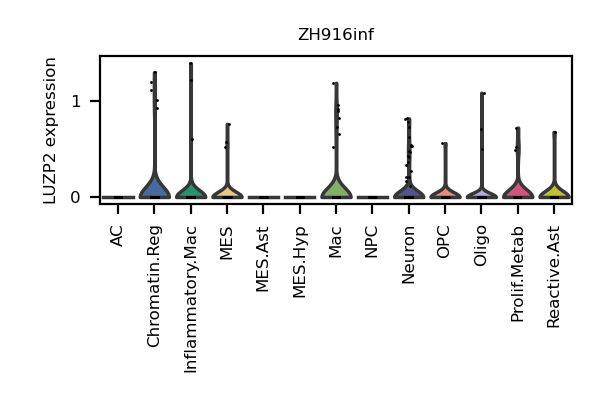 ZH916inf
LUZP2 expression
1
0
AC
Chromatin.Reg
Inflammatory.Mac
MES
MES.Ast
MES.Hyp
Mac
NPC
Neuron
OPC
Oligo
Prolif.Metab
Reactive.Ast